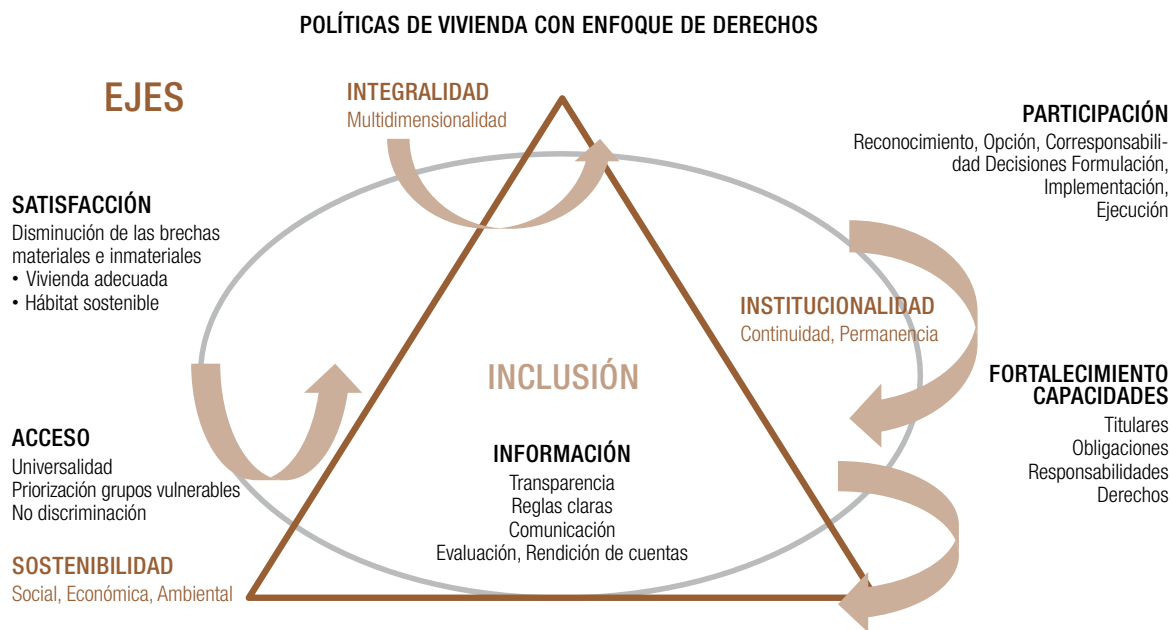 POLÍTICAS DE VIVIENDA CON ENFOQUE DE DERECHOS
EJES
INTEGRALIDAD
Multidimensionalidad
PARTICIPACIÓN
Reconocimiento, Opción, Corresponsabili-
dad Decisiones Formulación,
Implementación,
Ejecución
SATISFACCIÓN
Disminución de las brechas
materiales e inmateriales
• Vivienda adecuada
• Hábitat sostenible
INSTITUCIONALIDAD
Continuidad, Permanencia
INCLUSIÓN
FORTALECIMIENTO
CAPACIDADES
Titulares
Obligaciones
Responsabilidades
Derechos
ACCESO
Universalidad
Priorización grupos vulnerables
No discriminación
INFORMACIÓN
Transparencia
Reglas claras
Comunicación
Evaluación, Rendición de cuentas
SOSTENIBILIDAD
Social, Económica, Ambiental